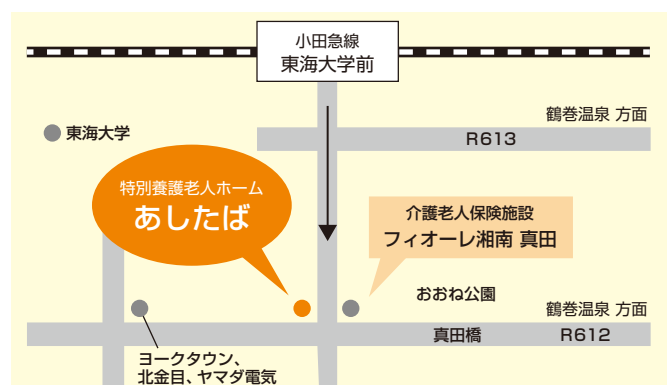 小田急線
東海大学前
鶴巻温泉 方面
R613
東海大学
特別養護老人ホーム
あしたば
介護老人保険施設
フィオーレ湘南 真田
おおね公園
鶴巻温泉 方面
真田橋
R612
ヨークタウン、
北金目、ヤマダ電気